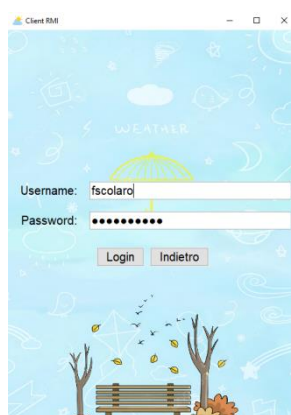 Client RMI
WEATHER
Username: fscolaro
Password: ●●●●●●●●●●
Login Indietro